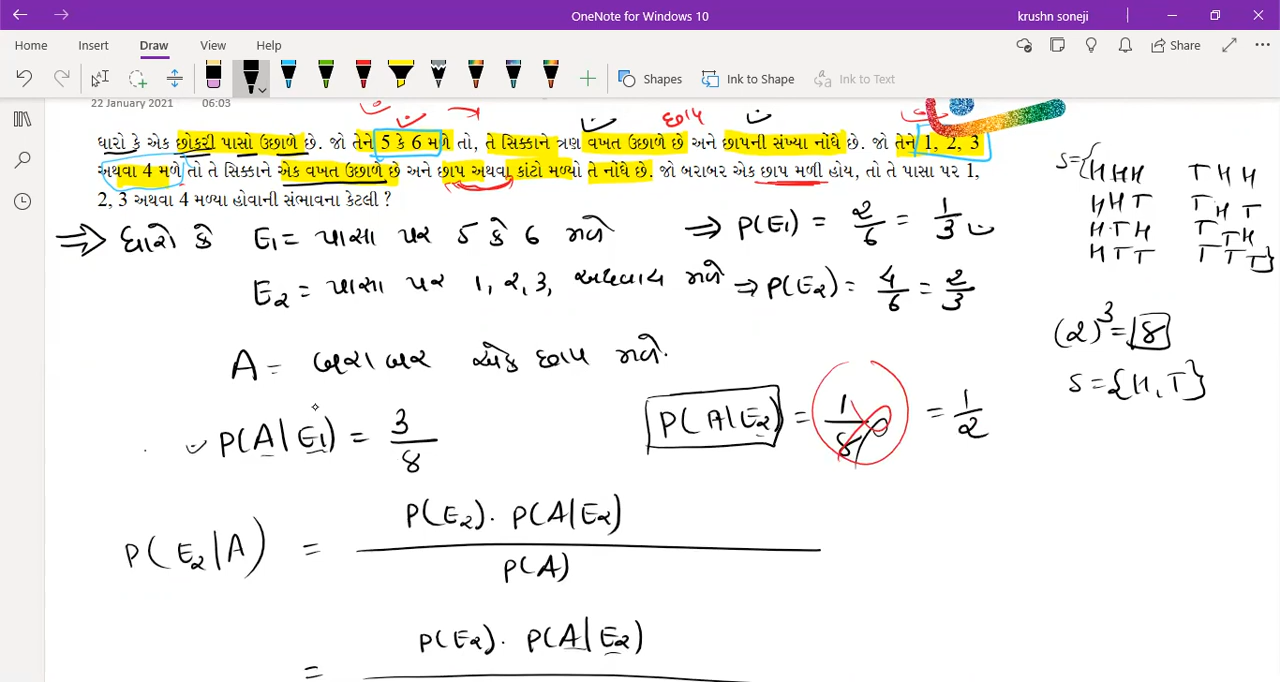 OneNote for Windows 10
krushn soneji
Home Insert Draw View Help
Share
Shapes Ink to Shape Ink to Text
22 January 2021 06:03
ધારો કે એક છોકરી પાસો ઉછાળે છે. જો તેને 5 કે 6 મળે તો, તે સિક્કાને ત્રણ વખત ઉછાળે છે અને છાપની સંખ્યા નોંધે છે. જો તેને 1, 2, 3
અથવા 4 મળે તો તે સિક્કાને એક વખત ઉછાળે છે અને છાપ અથવા કાંટો મળ્યો તે નોંધે છે. જો બરાબર એક છાપ મળી હોય, તો તે પાસા પર 1,
2, 3 અથવા 4 મળ્યા હોવાની સંભાવના કેટલી ?
છાપ
S={HHH THH
HHT THT
HTH TTH
HTT TTT}
⇒ ધારો કે E1 = પાસા પર 5 કે 6 મળે ⇒ P(E1) = 2/6 = 1/3
E2 = પાસા પર 1, 2, 3, અથવા 4 મળે ⇒ P(E2) = 4/6 = 2/3
(2)^3 = 8
A = બરાબર એક છાપ મળે.
S = {H, T}
P(A|E1) = 3/8 P(A|E2) = = 1/2
P(E2|A) = P(E2) · P(A|E2) / P(A)
= P(E2) · P(A|E2)